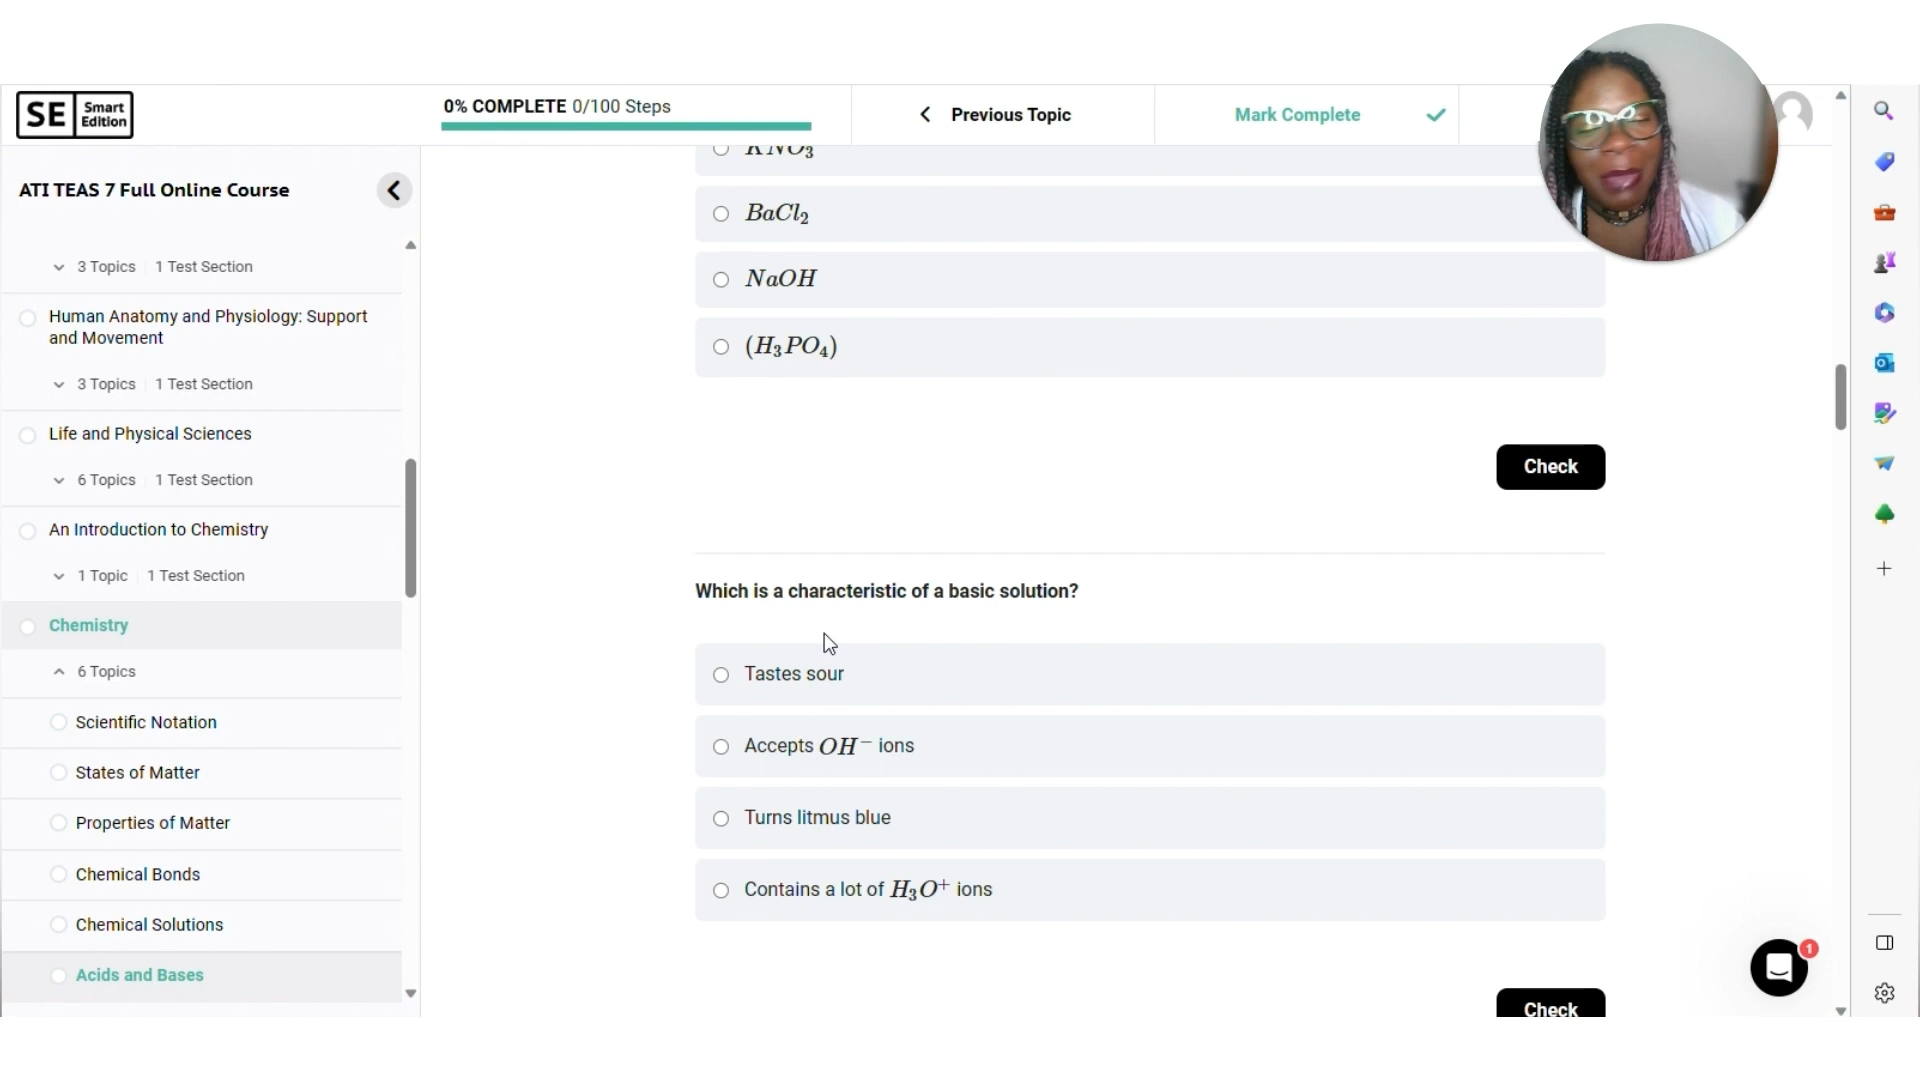 SE Smart Edition
0% COMPLETE 0/100 Steps
Previous Topic
Mark Complete
ATI TEAS 7 Full Online Course
3 Topics 1 Test Section
Human Anatomy and Physiology: Support
and Movement
3 Topics 1 Test Section
Life and Physical Sciences
6 Topics 1 Test Section
An Introduction to Chemistry
1 Topic 1 Test Section
Chemistry
6 Topics
Scientific Notation
States of Matter
Properties of Matter
Chemical Bonds
Chemical Solutions
Acids and Bases
KNO₃
BaCl₂
NaOH
(H₃PO₄)
Check
Which is a characteristic of a basic solution?
Tastes sour
Accepts OH⁻ ions
Turns litmus blue
Contains a lot of H₃O⁺ ions
Check
1